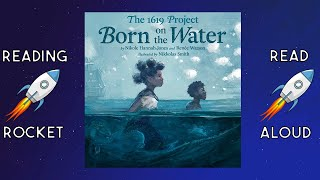 READING
ROCKET
The 1619 Project
Born on the Water
by Nikole Hannah-Jones and Renée Watson
illustrated by Nikkolas Smith
READ
ALOUD